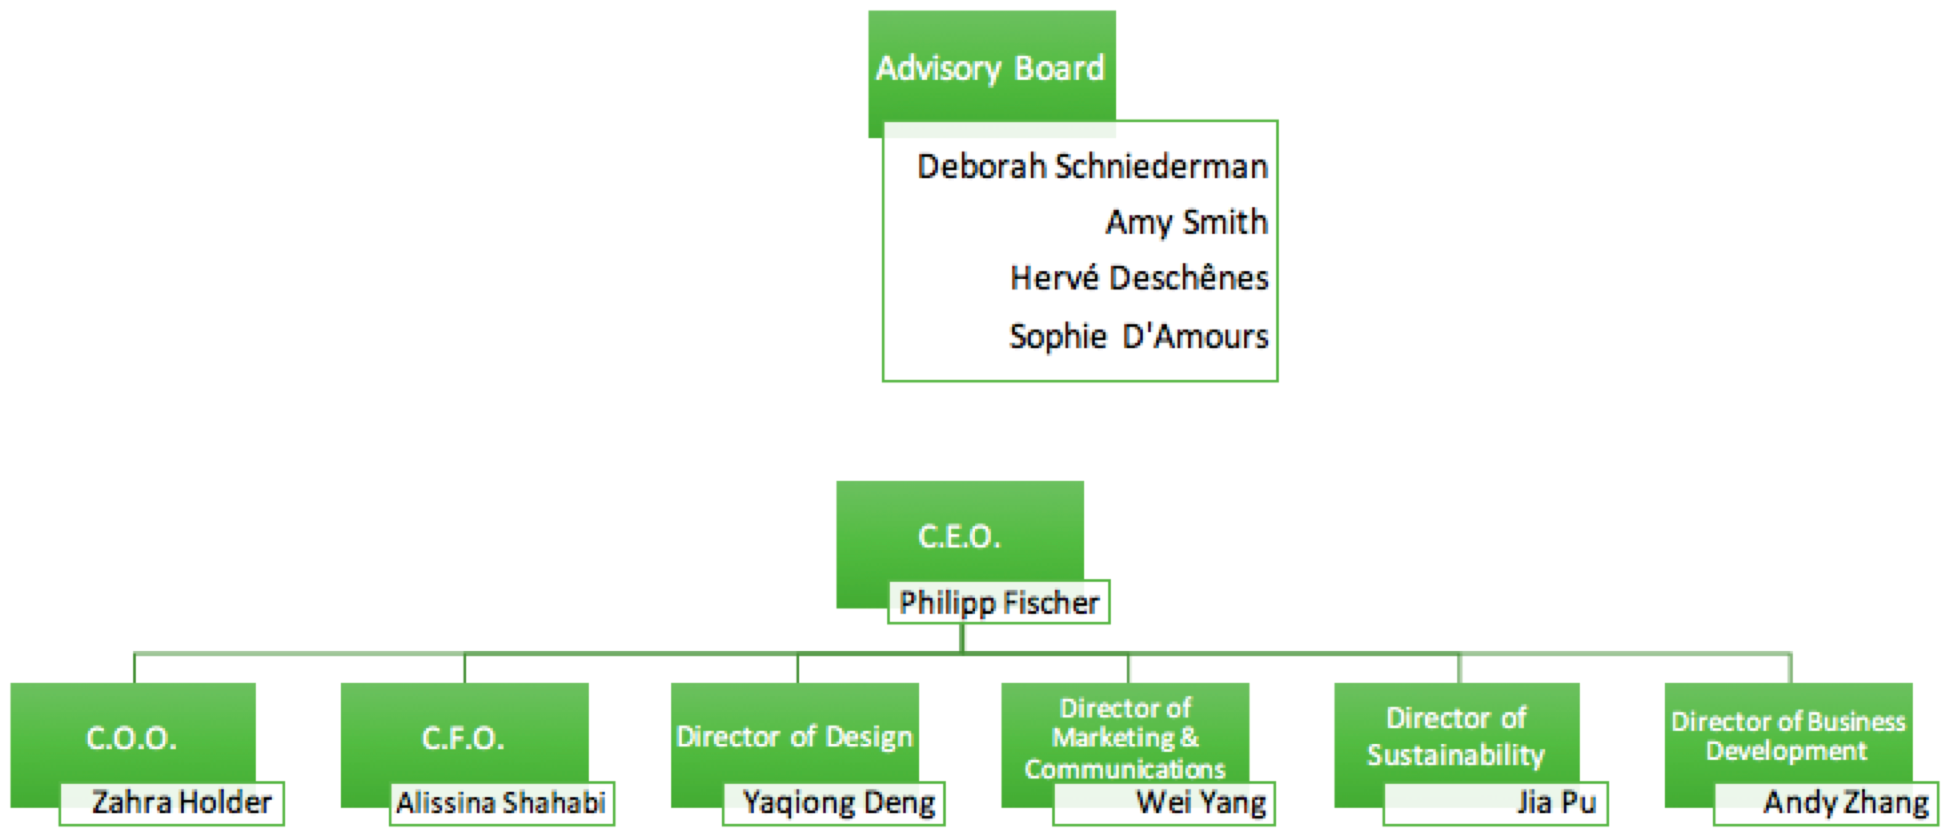 Advisory Board
Deborah Schniederman
Amy Smith
Hervé Deschênes
Sophie D'Amours
C.E.O.
Philipp Fischer
C.O.O.
Zahra Holder
C.F.O.
Alissina Shahabi
Director of Design
Yaqiong Deng
Director of
Marketing &
Communications
Wei Yang
Director of
Sustainability
Jia Pu
Director of Business
Development
Andy Zhang